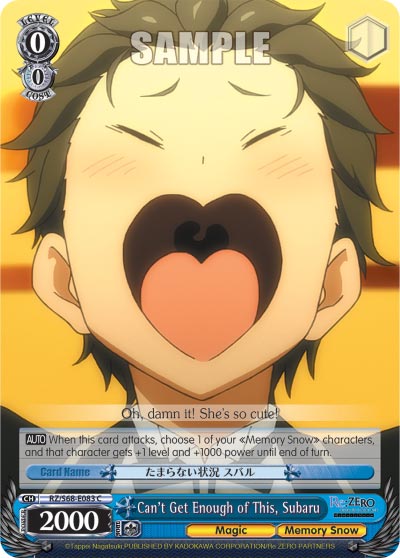 LEVEL
0
0
COST
SAMPLE
Oh, damn it! She's so cute!
AUTO When this card attacks, choose 1 of your «Memory Snow» characters,
and that character gets +1 level and +1000 power until end of turn.
Card Name たまらない状況 スバル
CH RZ/S68-E083 C
Can't Get Enough of This, Subaru
Re:ZERO
POWER 2000
Magic Memory Snow
©Tappei Nagatsuki,PUBLISHED BY KADOKAWA CORPORATION/Re:ZERO PARTNERS